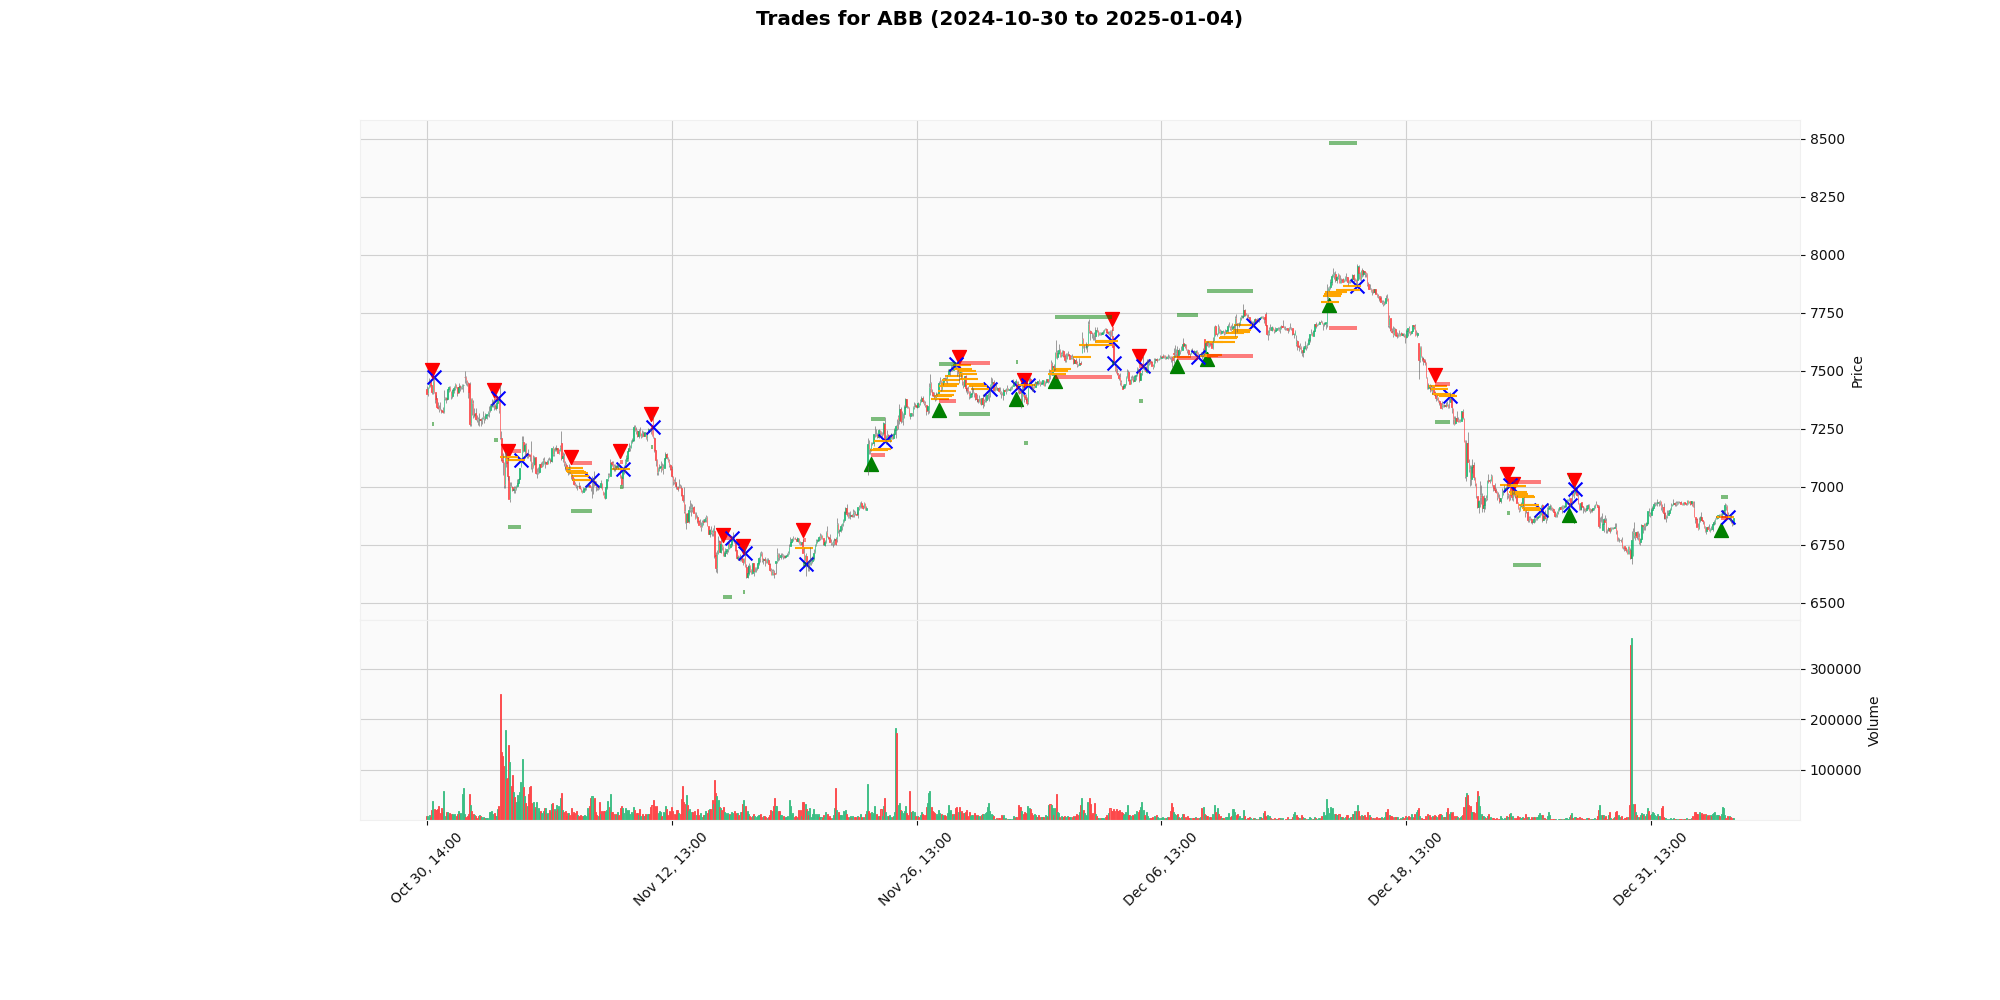 Trades for ABB (2024-10-30 to 2025-01-04)
8500
8250
8000
7750
7500
7250
7000
6750
6500
Price
300000
200000
100000
Volume
Oct 30, 14:00
Nov 12, 13:00
Nov 26, 13:00
Dec 06, 13:00
Dec 18, 13:00
Dec 31, 13:00